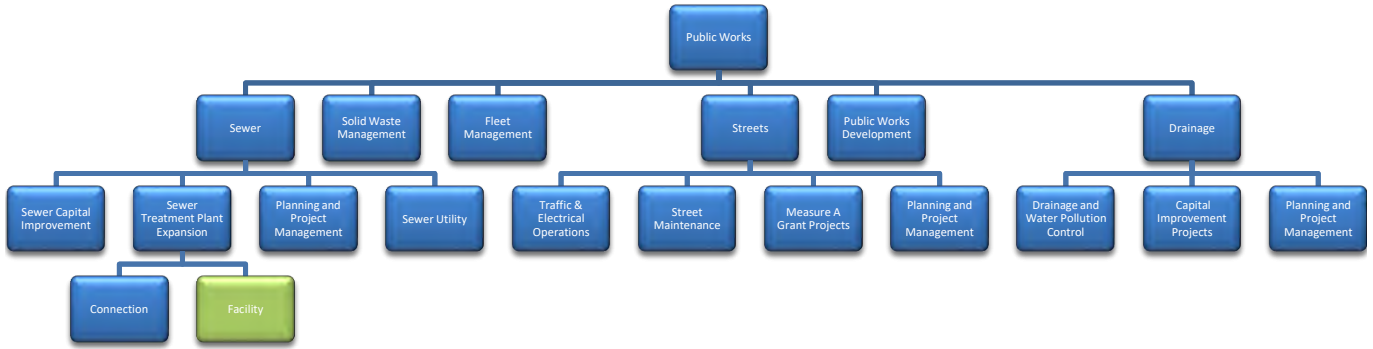 Public Works
Sewer
Solid Waste
Management
Fleet
Management
Streets
Public Works
Development
Drainage
Sewer Capital
Improvement
Sewer
Treatment Plant
Expansion
Planning and
Project
Management
Sewer Utility
Traffic &
Electrical
Operations
Street
Maintenance
Measure A
Grant Projects
Planning and
Project
Management
Drainage and
Water Pollution
Control
Capital
Improvement
Projects
Planning and
Project
Management
Connection
Facility